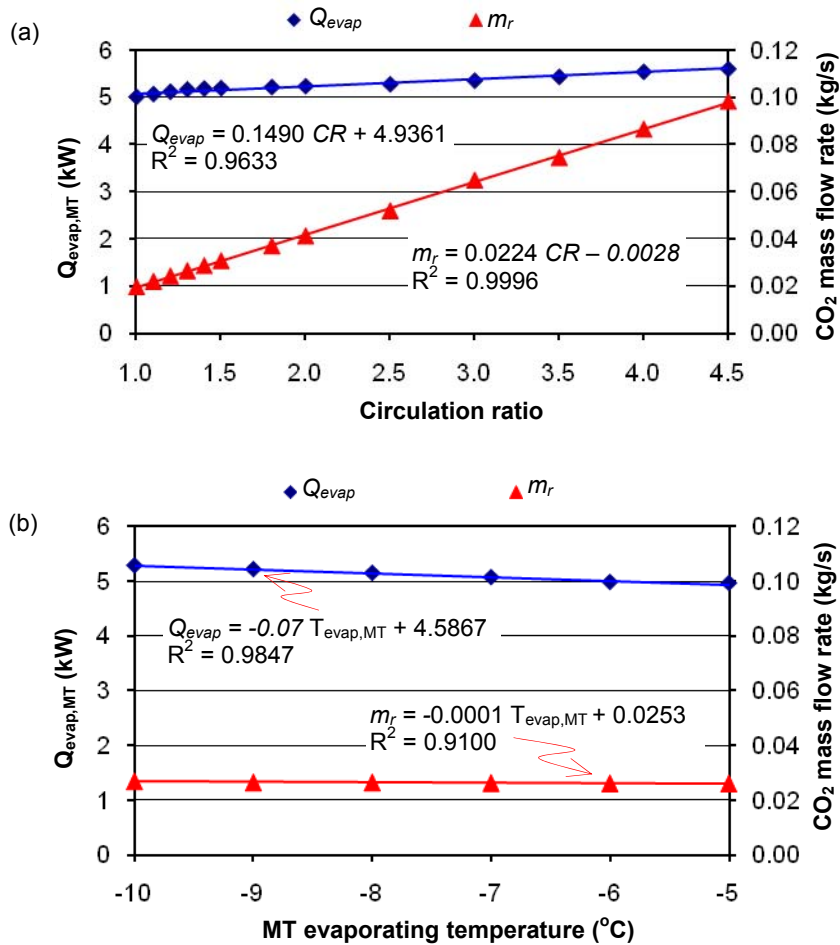 (a)
Qevap mr
6
5
4
3
2
1
0
Qevap,MT (kW)
0.12
0.10
0.08
0.06
0.04
0.02
0.00
CO2 mass flow rate (kg/s)
Qevap = 0.1490 CR + 4.9361
R² = 0.9633
mr = 0.0224 CR – 0.0028
R² = 0.9996
1.0 1.5 2.0 2.5 3.0 3.5 4.0 4.5
Circulation ratio
(b)
Qevap mr
6
5
4
3
2
1
0
Qevap,MT (kW)
0.12
0.10
0.08
0.06
0.04
0.02
0.00
CO2 mass flow rate (kg/s)
Qevap = -0.07 Tevap,MT + 4.5867
R² = 0.9847
mr = -0.0001 Tevap,MT + 0.0253
R² = 0.9100
-10 -9 -8 -7 -6 -5
MT evaporating temperature (°C)